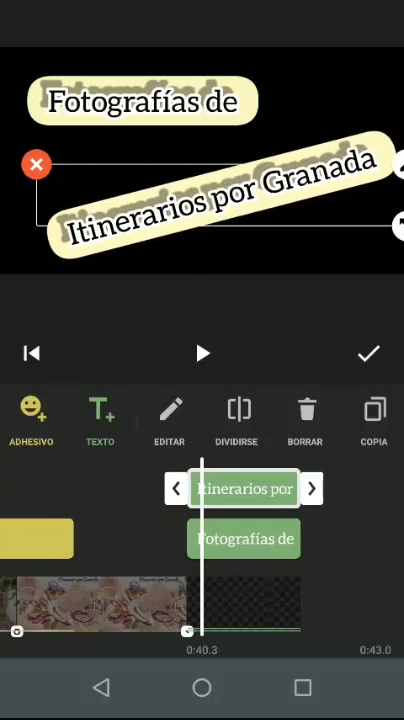 Fotografías de
Itinerarios por Granada
ADHESIVO
TEXTO
EDITAR
DIVIDIRSE
BORRAR
COPIA
Itinerarios por
Fotografías de
0:40.3
0:43.0